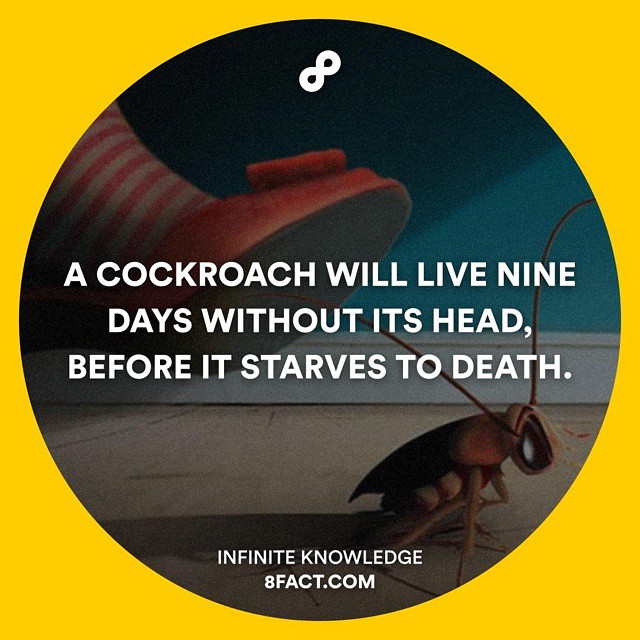 A COCKROACH WILL LIVE NINE
DAYS WITHOUT ITS HEAD,
BEFORE IT STARVES TO DEATH.
INFINITE KNOWLEDGE
8FACT.COM